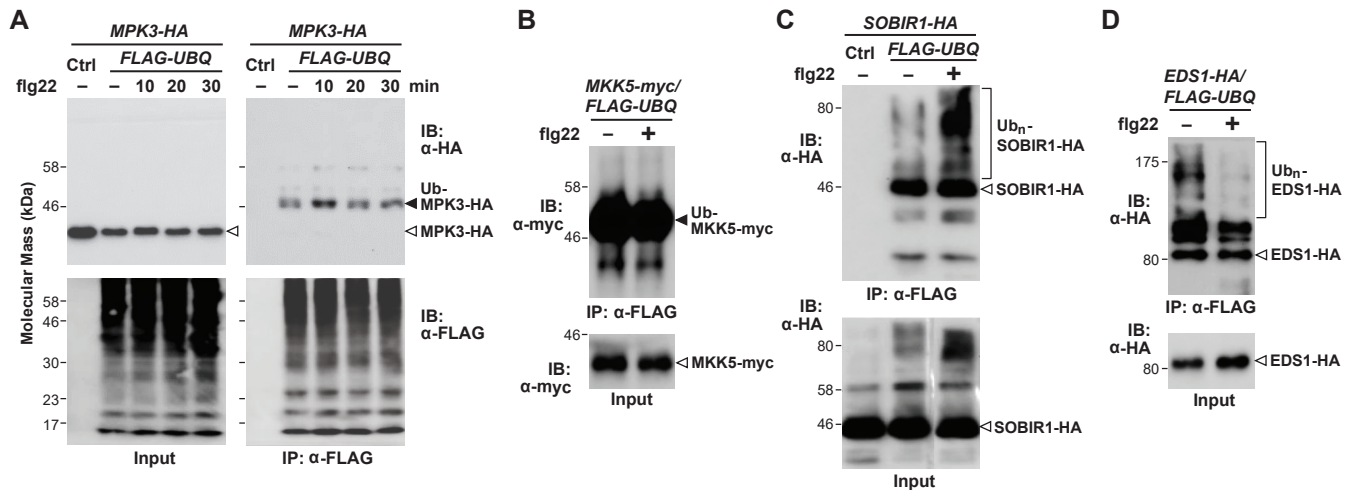 A
MPK3-HA
MPK3-HA
Ctrl
FLAG-UBQ
Ctrl
FLAG-UBQ
flg22
– – 10 20 30
– – 10 20 30 min
Molecular Mass (kDa)
58
46
IB:
α-HA
Ub-
MPK3-HA
MPK3-HA
58
46
30
23
17
IB:
α-FLAG
Input
IP: α-FLAG
B
MKK5-myc/
FLAG-UBQ
flg22
– +
58
46
IB:
α-myc
Ub-
MKK5-myc
IP: α-FLAG
46
IB:
α-myc
MKK5-myc
Input
C
SOBIR1-HA
Ctrl
FLAG-UBQ
flg22
– – +
80
46
IB:
α-HA
Ubn-
SOBIR1-HA
SOBIR1-HA
IP: α-FLAG
IB:
α-HA
80
58
46
SOBIR1-HA
Input
D
EDS1-HA/
FLAG-UBQ
flg22
– +
175
80
IB:
α-HA
Ubn-
EDS1-HA
EDS1-HA
IP: α-FLAG
IB:
α-HA
80
EDS1-HA
Input